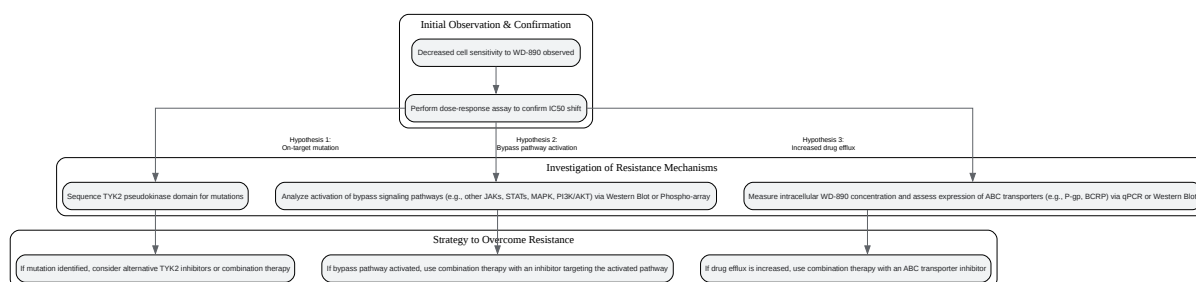 Initial Observation & Confirmation
Decreased cell sensitivity to WD-890 observed
Perform dose-response assay to confirm IC50 shift
Hypothesis 1:
On-target mutation
Hypothesis 2:
Bypass pathway activation
Hypothesis 3:
Increased drug efflux
Investigation of Resistance Mechanisms
Sequence TYK2 pseudokinase domain for mutations
Analyze activation of bypass signaling pathways (e.g., other JAKs, STATs, MAPK, PI3K/AKT) via Western Blot or Phospho-array
Measure intracellular WD-890 concentration and assess expression of ABC transporters (e.g., P-gp, BCRP) via qPCR or Western Blot
Strategy to Overcome Resistance
If mutation identified, consider alternative TYK2 inhibitors or combination therapy
If bypass pathway activated, use combination therapy with an inhibitor targeting the activated pathway
If drug efflux is increased, use combination therapy with an ABC transporter inhibitor